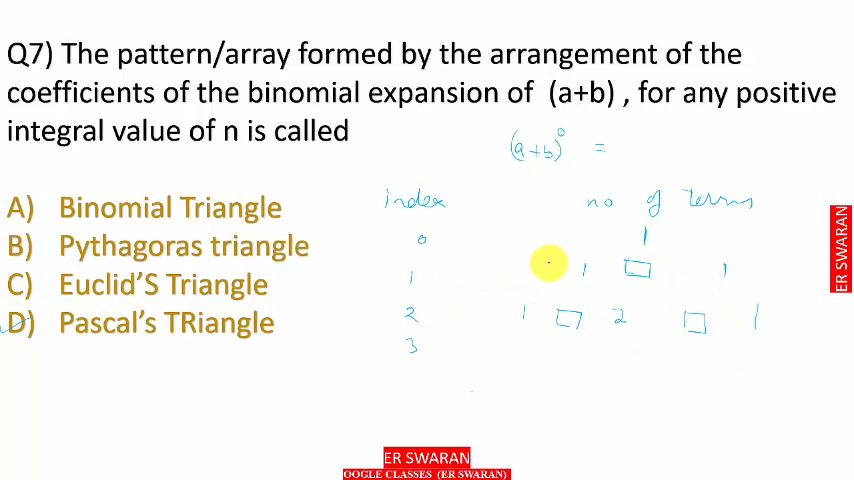 Q7) The pattern/array formed by the arrangement of the
coefficients of the binomial expansion of (a+b) , for any positive
integral value of n is called
(a+b)⁰ =
A) Binomial Triangle
B) Pythagoras triangle
C) Euclid’S Triangle
D) Pascal’s TRiangle
index no of terms
0 1
1 1 1
2 1 2 1
3
ER SWARAN
ER SWARAN
OOGLE CLASSES (ER SWARAN)